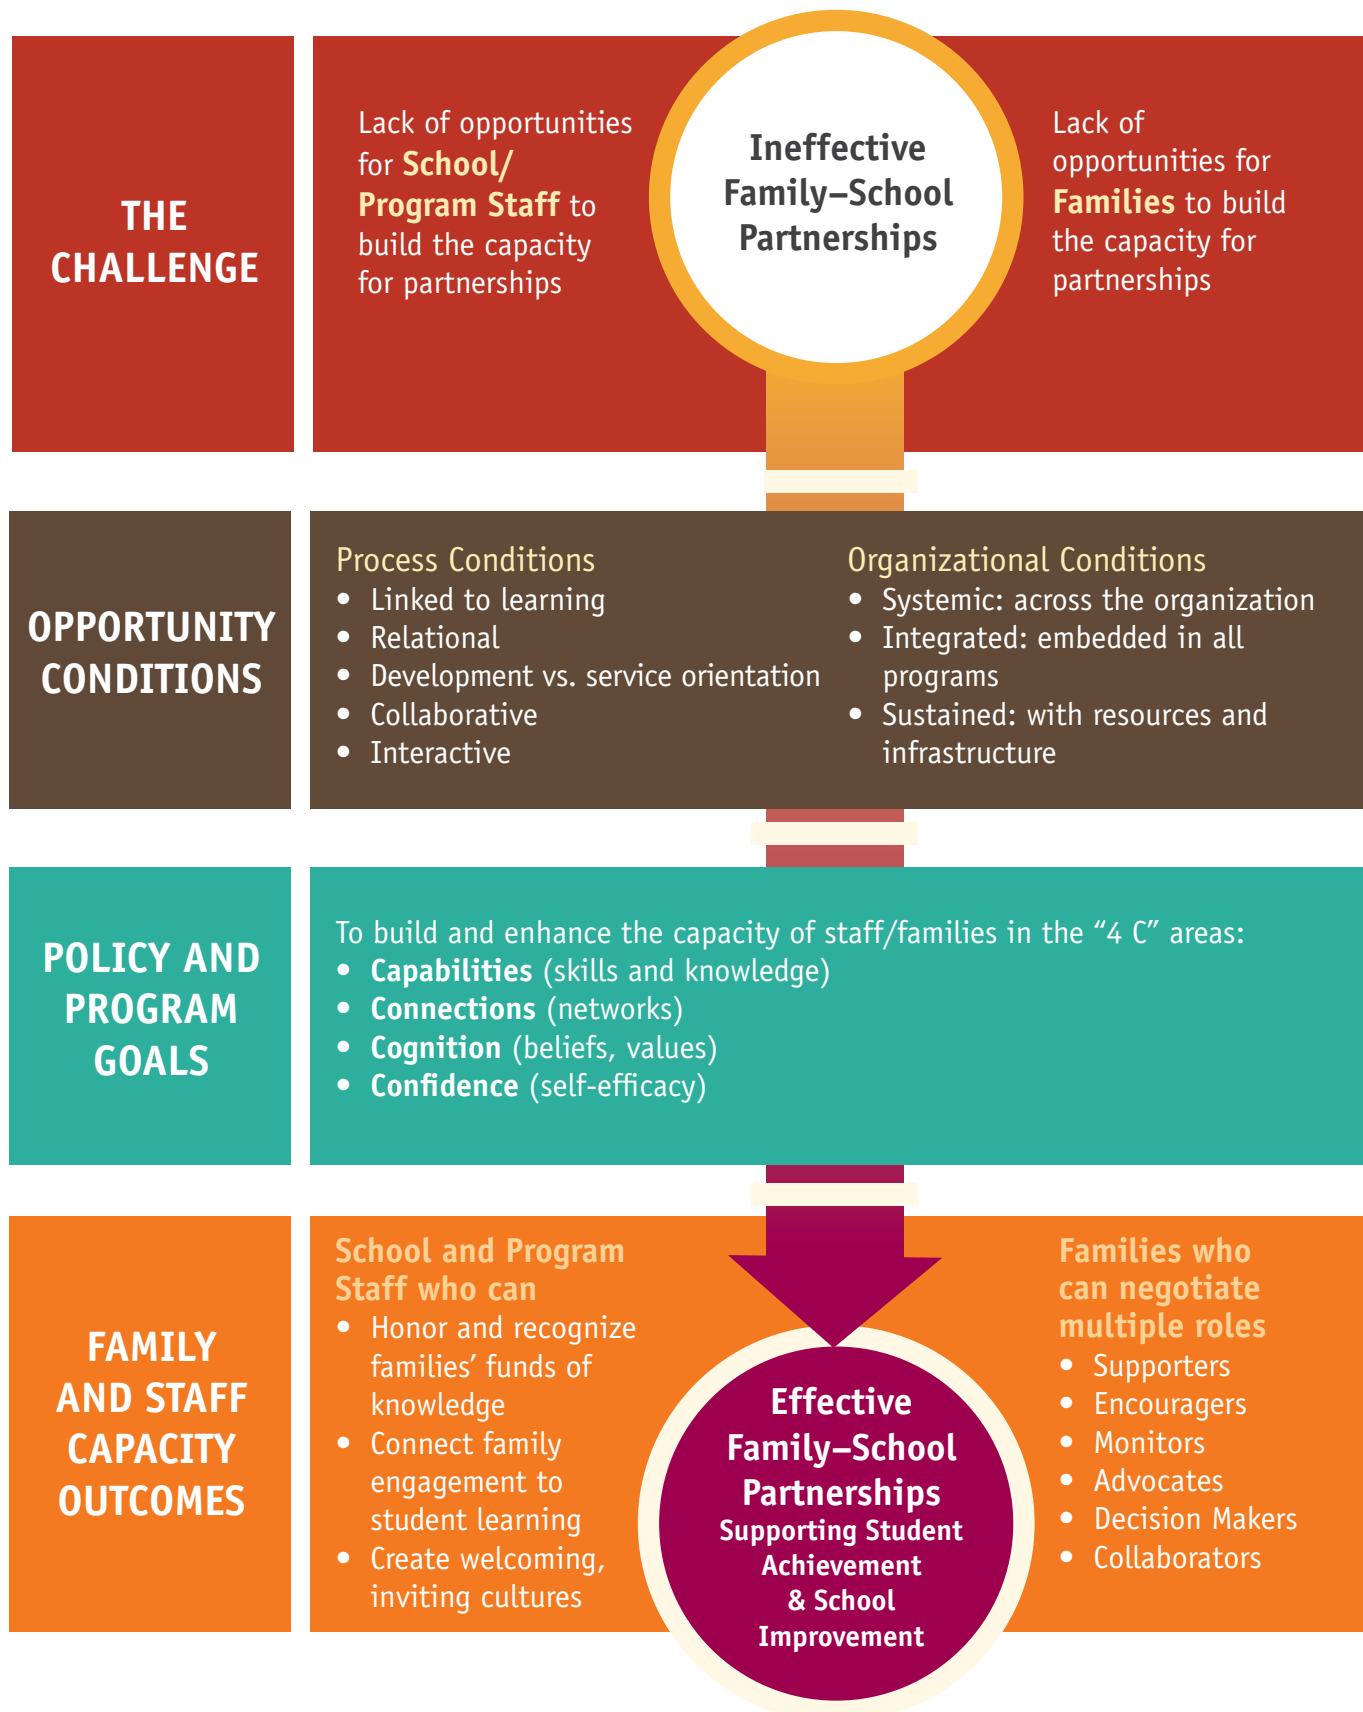 THE
CHALLENGE
Lack of opportunities
for School/
Program Staff to
build the capacity
for partnerships
Ineffective
Family–School
Partnerships
Lack of
opportunities for
Families to build
the capacity for
partnerships
OPPORTUNITY
CONDITIONS
Process Conditions
• Linked to learning
• Relational
• Development vs. service orientation
• Collaborative
• Interactive
Organizational Conditions
• Systemic: across the organization
• Integrated: embedded in all
programs
• Sustained: with resources and
infrastructure
POLICY AND
PROGRAM
GOALS
To build and enhance the capacity of staff/families in the “4 C” areas:
• Capabilities (skills and knowledge)
• Connections (networks)
• Cognition (beliefs, values)
• Confidence (self-efficacy)
FAMILY
AND STAFF
CAPACITY
OUTCOMES
School and Program
Staff who can
• Honor and recognize
families’ funds of
knowledge
• Connect family
engagement to
student learning
• Create welcoming,
inviting cultures
Effective
Family–School
Partnerships
Supporting Student
Achievement
& School
Improvement
Families who
can negotiate
multiple roles
• Supporters
• Encouragers
• Monitors
• Advocates
• Decision Makers
• Collaborators